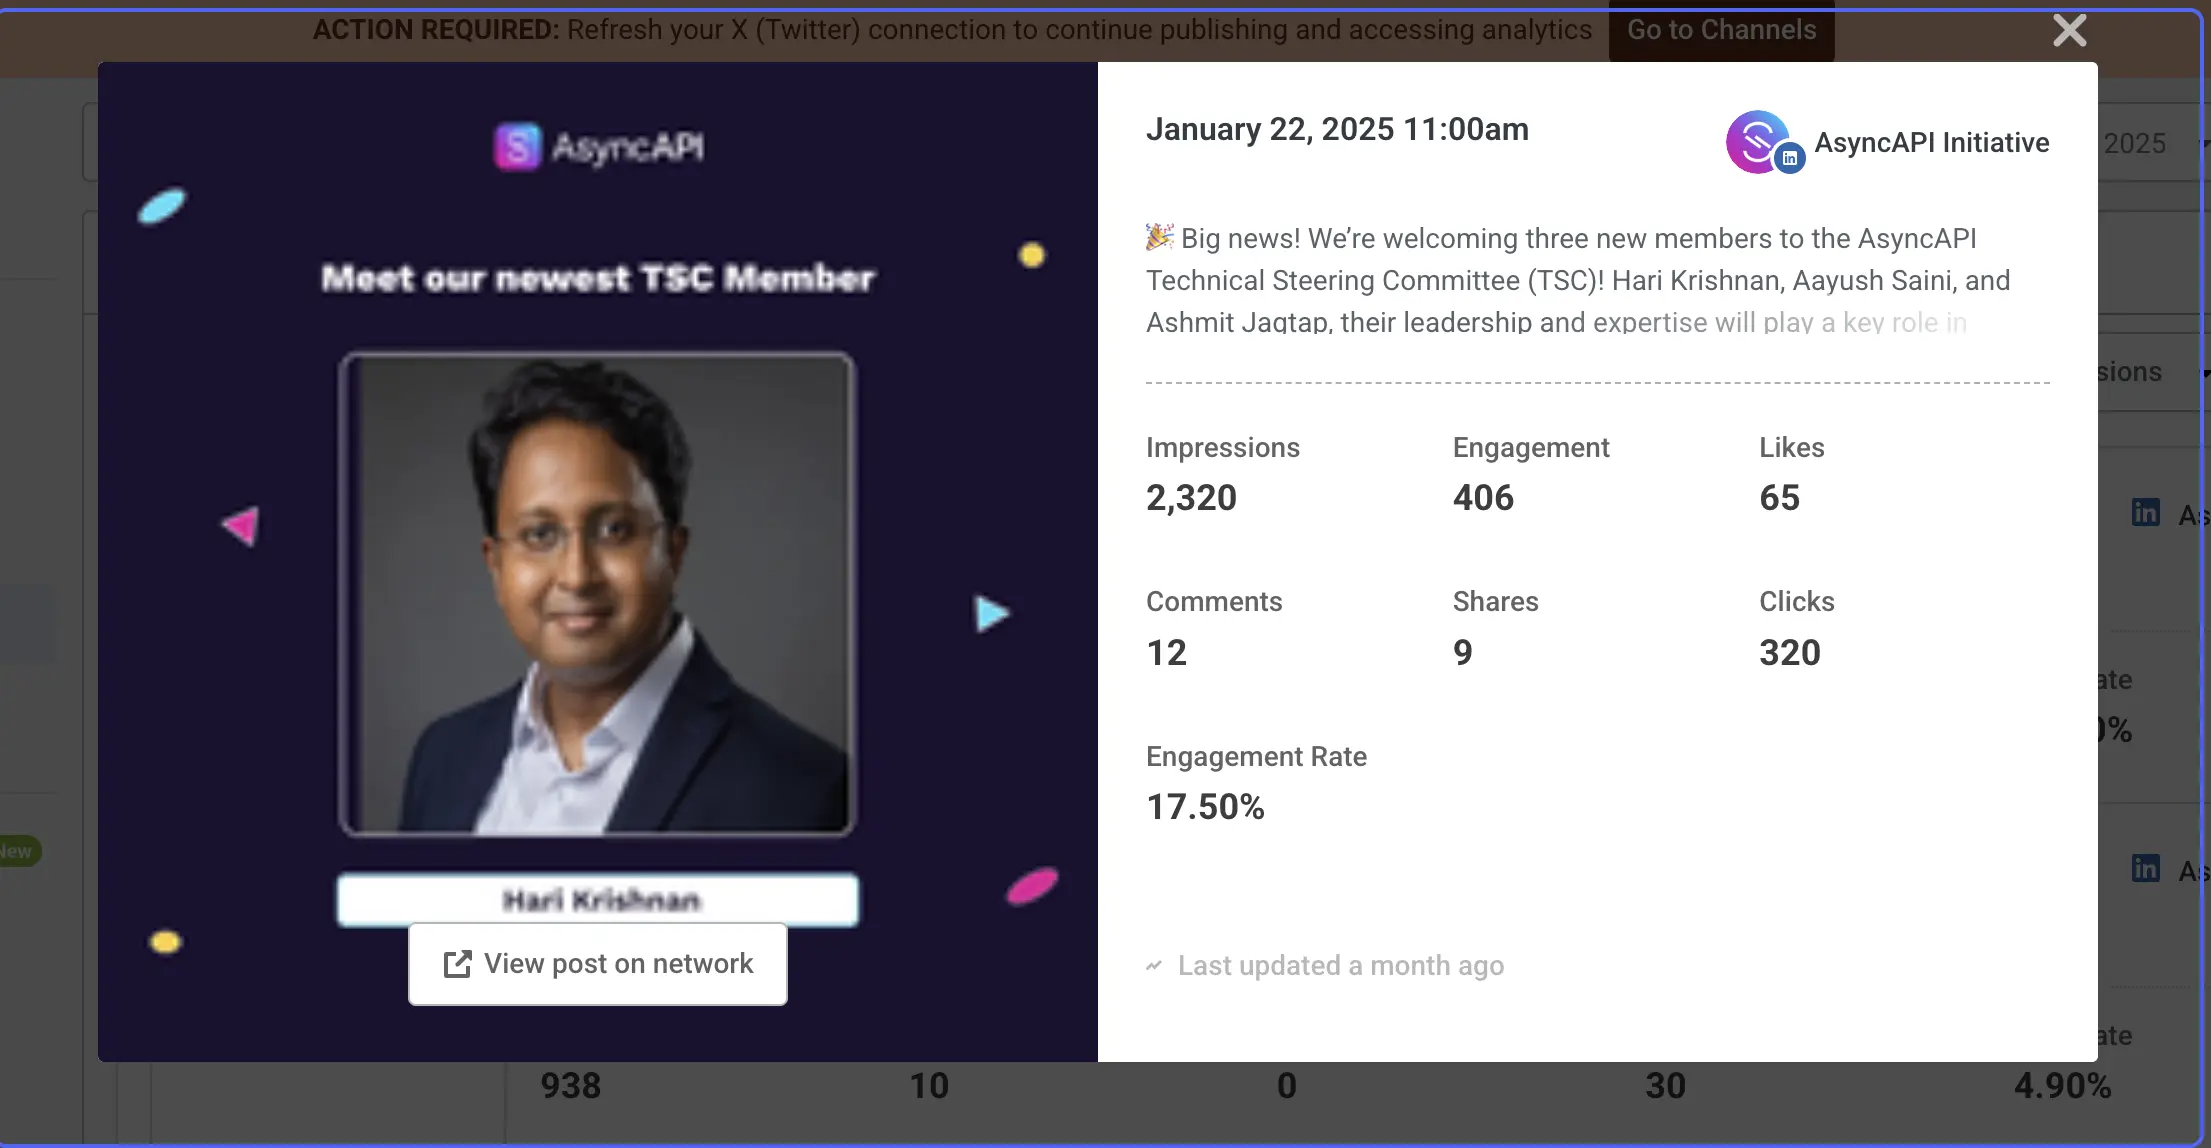 ACTION REQUIRED: Refresh your X (Twitter) connection to continue publishing and accessing analytics
Go to Channels
AsyncAPI
Meet our newest TSC Member
Hari Krishnan
View post on network
January 22, 2025 11:00am
AsyncAPI Initiative
🎉 Big news! We’re welcoming three new members to the AsyncAPI
Technical Steering Committee (TSC)! Hari Krishnan, Aayush Saini, and
Ashmit Jagtap, their leadership and expertise will play a key role in
Impressions
2,320
Engagement
406
Likes
65
Comments
12
Shares
9
Clicks
320
Engagement Rate
17.50%
Last updated a month ago
2025
New
938
10
0
30
4.90%